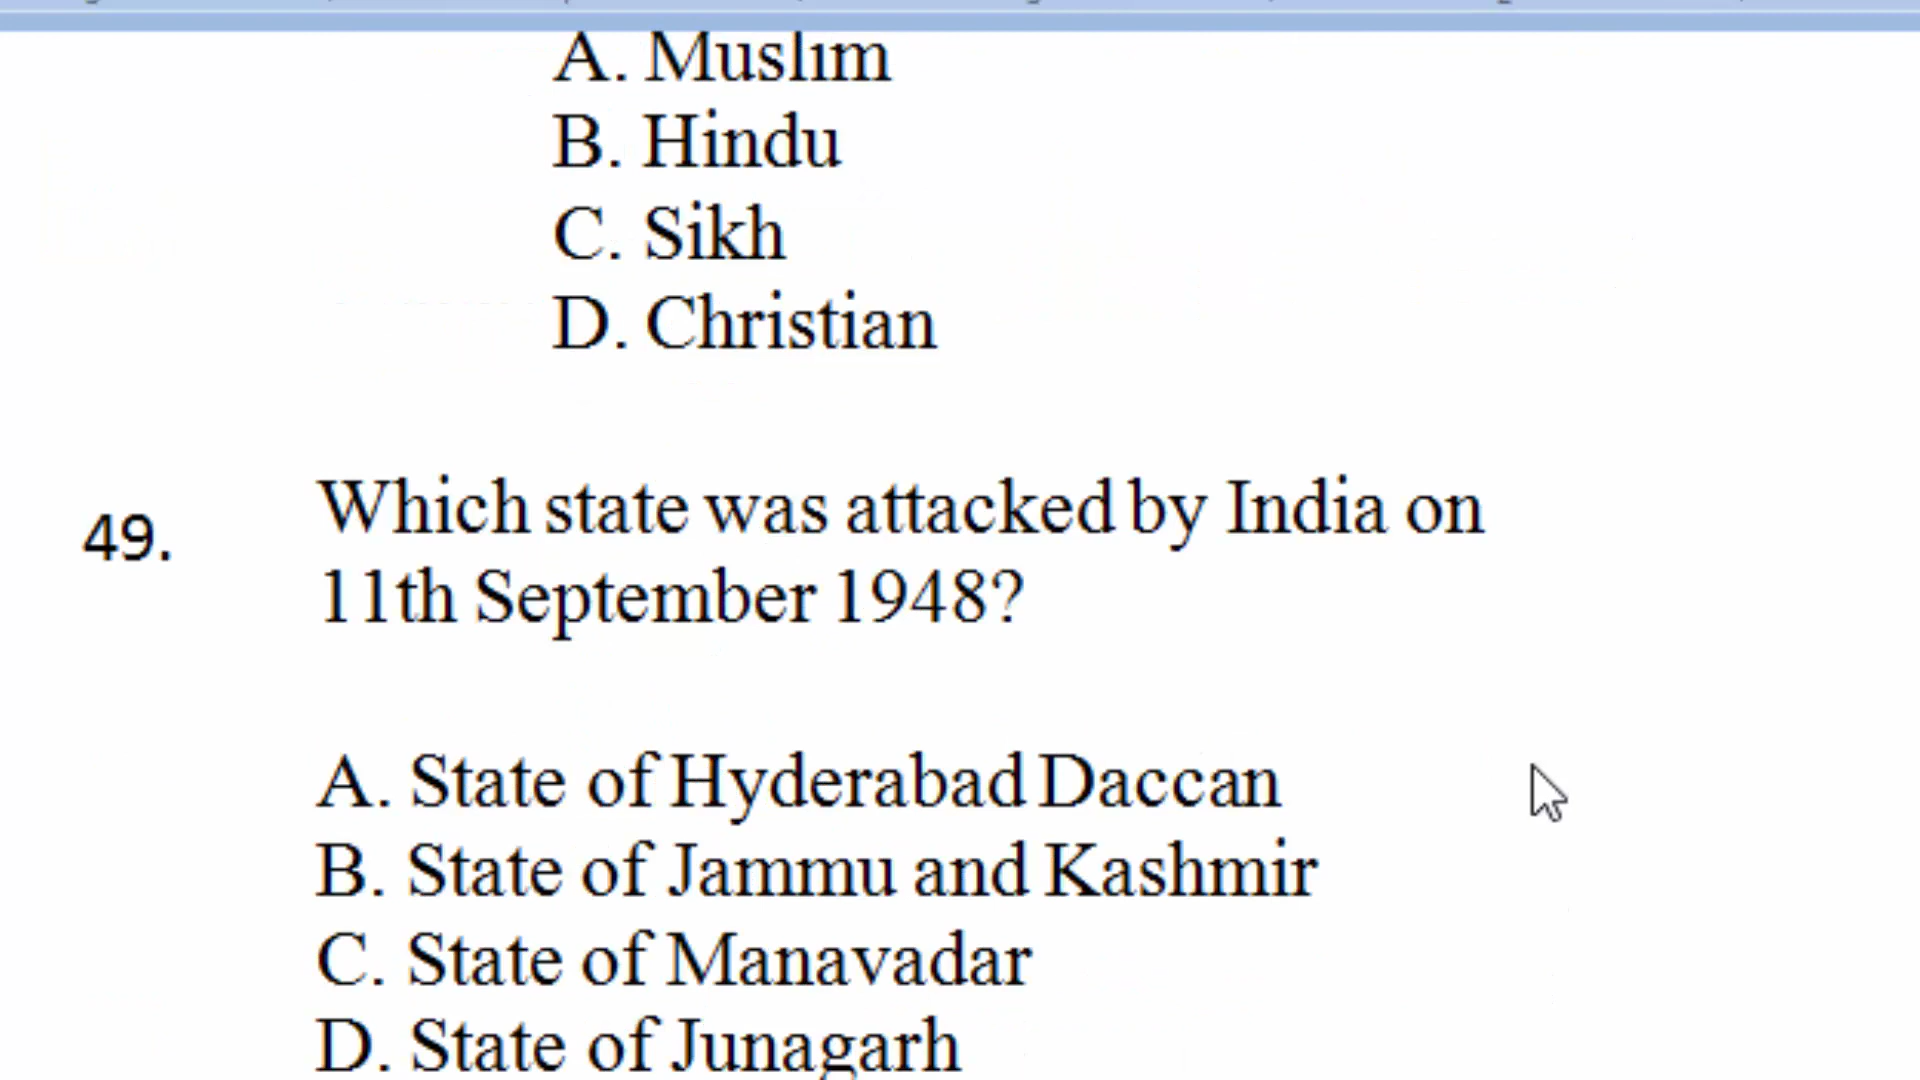 A. Muslim
B. Hindu
C. Sikh
D. Christian
49.
Which state was attacked by India on
11th September 1948?
A. State of Hyderabad Daccan
B. State of Jammu and Kashmir
C. State of Manavadar
D. State of Junagarh